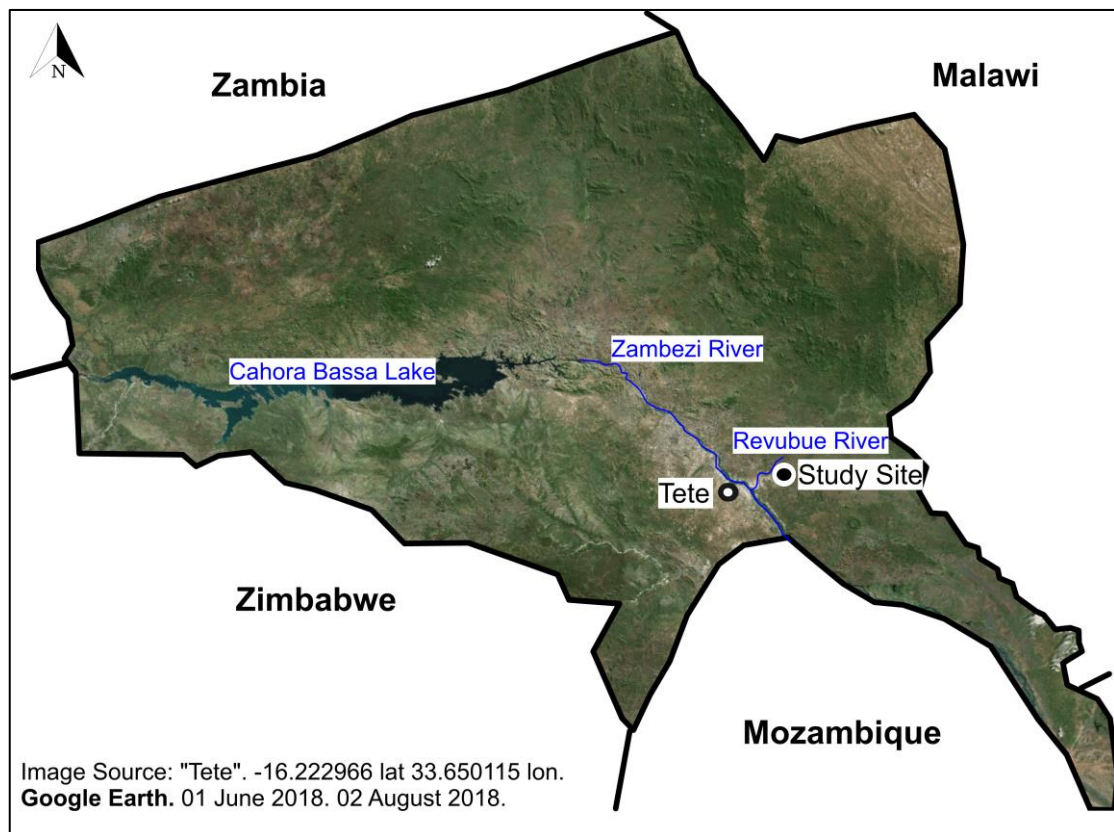 N
Zambia
Malawi
Zambezi River
Cahora Bassa Lake
Revubue River
Study Site
Tete
Zimbabwe
Mozambique
Image Source: "Tete". -16.222966 lat 33.650115 lon.
Google Earth. 01 June 2018. 02 August 2018.